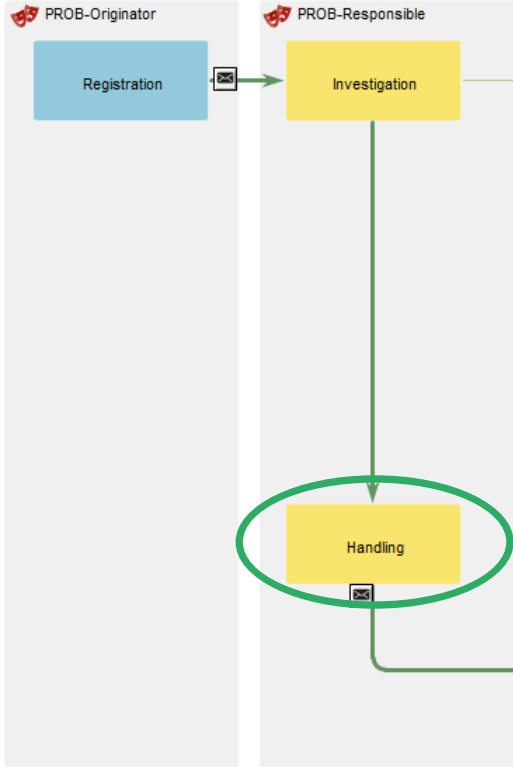 PROB-Originator
PROB-Responsible
Registration
Investigation
Handling